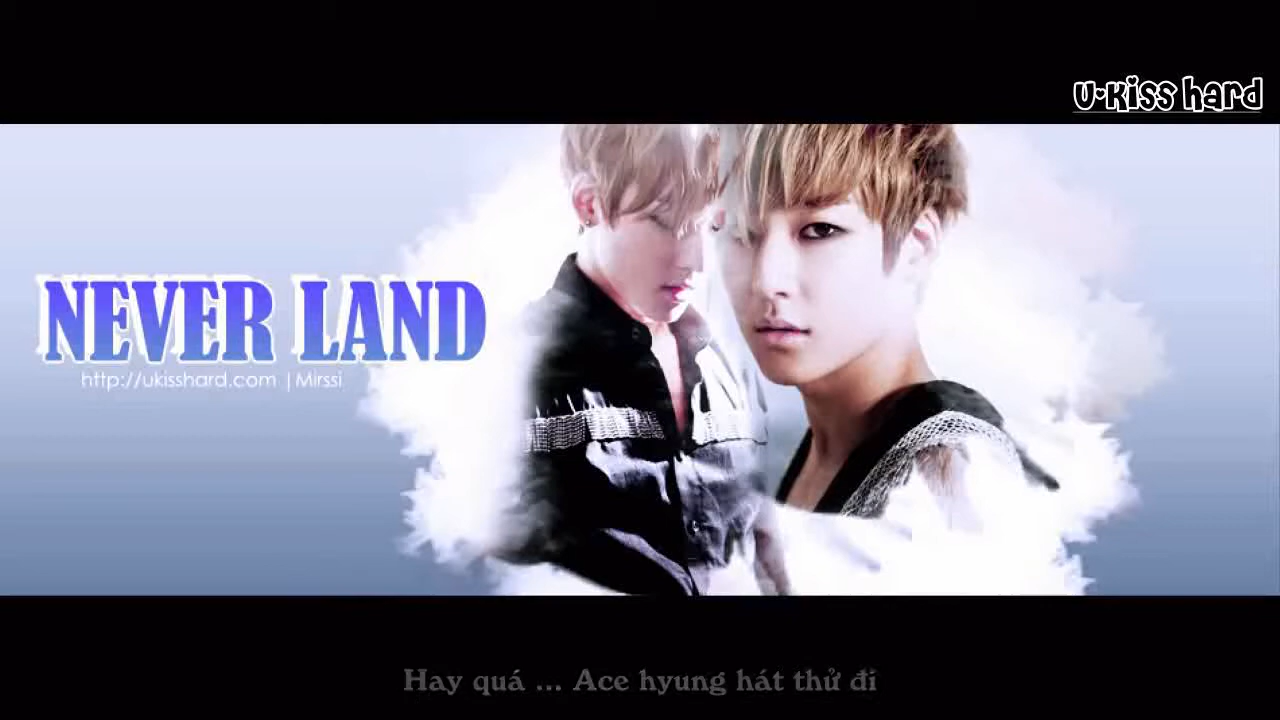 U·Kiss hard
NEVER LAND
http://ukisshard.com |Mirssi
Hay quá ... Ace hyung hát thử đi